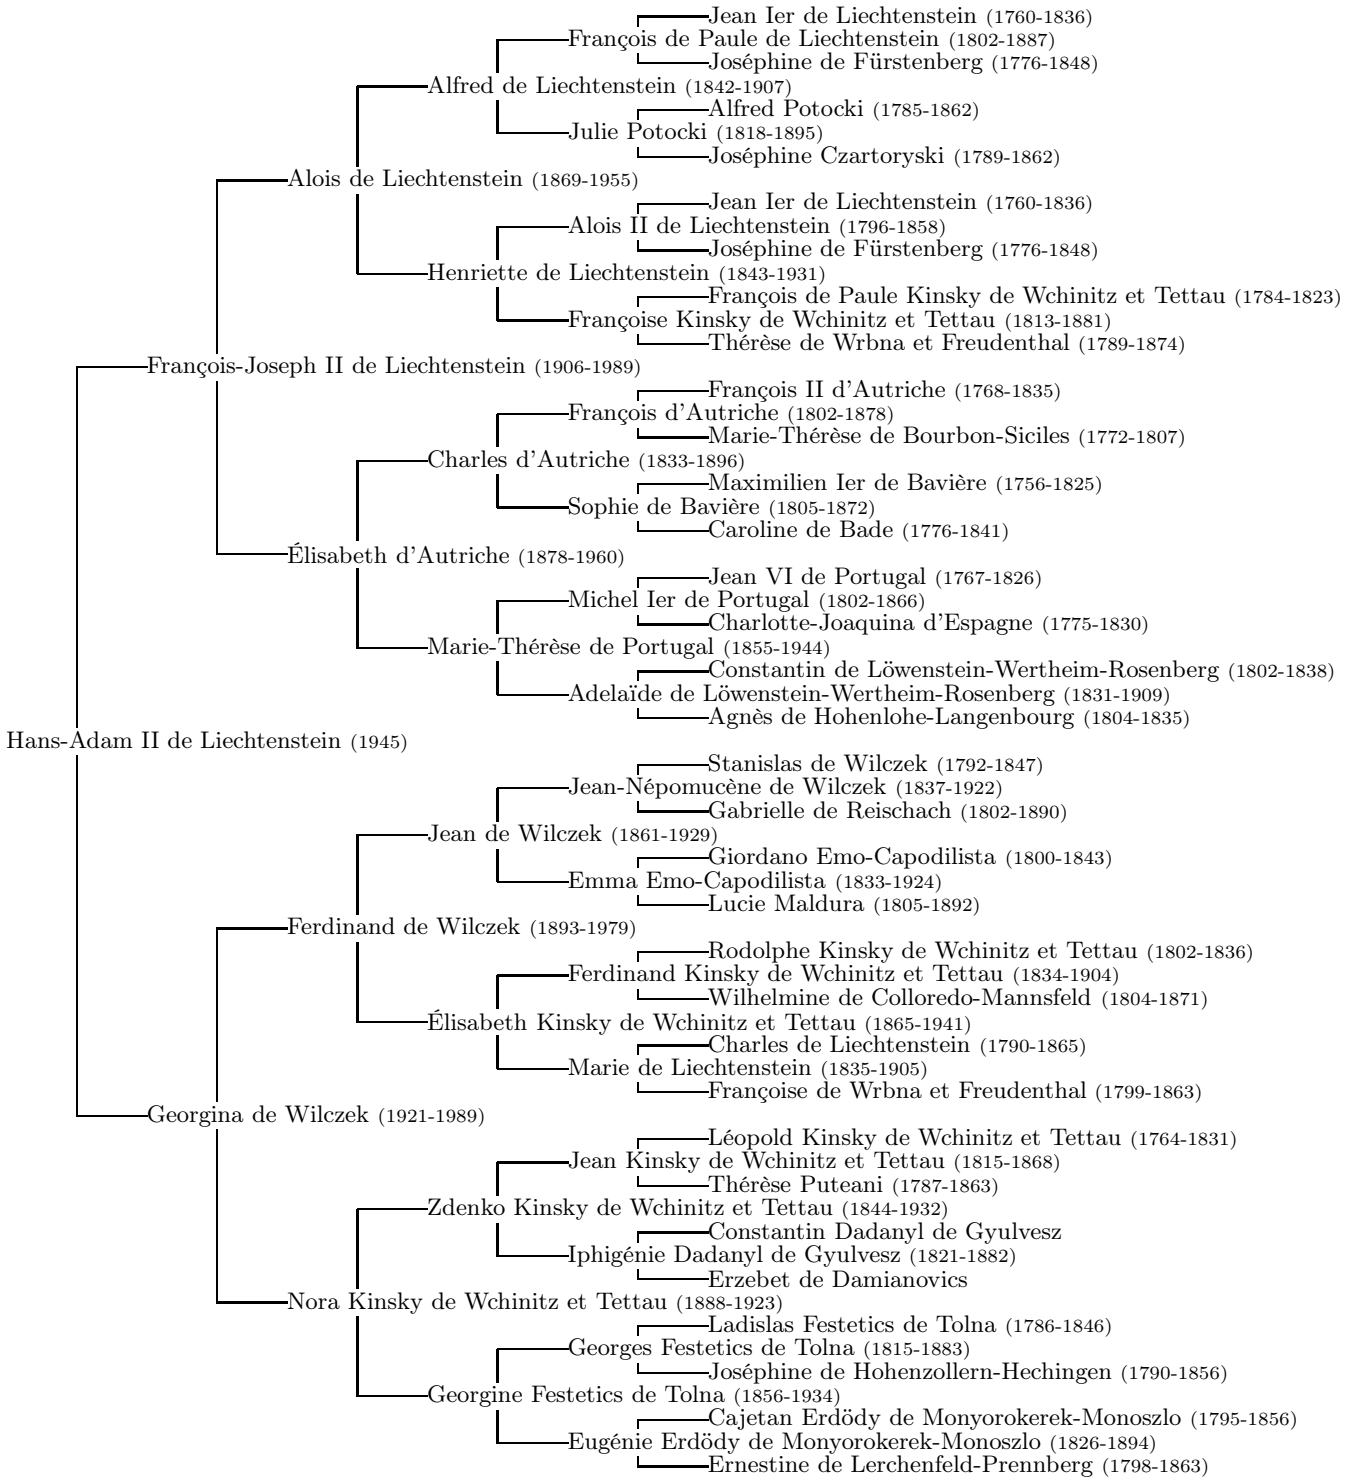 Jean Ier de Liechtenstein (1760-1836)
François de Paule de Liechtenstein (1802-1887)
Joséphine de Fürstenberg (1776-1848)
Alfred de Liechtenstein (1842-1907)
Alfred Potocki (1785-1862)
Julie Potocki (1818-1895)
Joséphine Czartoryski (1789-1862)
Alois de Liechtenstein (1869-1955)
Jean Ier de Liechtenstein (1760-1836)
Alois II de Liechtenstein (1796-1858)
Joséphine de Fürstenberg (1776-1848)
Henriette de Liechtenstein (1843-1931)
François de Paule Kinsky de Wchinitz et Tettau (1784-1823)
Françoise Kinsky de Wchinitz et Tettau (1813-1881)
Thérèse de Wrbna et Freudenthal (1789-1874)
François-Joseph II de Liechtenstein (1906-1989)
François II d'Autriche (1768-1835)
François d'Autriche (1802-1878)
Marie-Thérèse de Bourbon-Siciles (1772-1807)
Charles d'Autriche (1833-1896)
Maximilien Ier de Bavière (1756-1825)
Sophie de Bavière (1805-1872)
Caroline de Bade (1776-1841)
Élisabeth d'Autriche (1878-1960)
Jean VI de Portugal (1767-1826)
Michel Ier de Portugal (1802-1866)
Charlotte-Joaquina d'Espagne (1775-1830)
Marie-Thérèse de Portugal (1855-1944)
Constantin de Löwenstein-Wertheim-Rosenberg (1802-1838)
Adelaïde de Löwenstein-Wertheim-Rosenberg (1831-1909)
Agnès de Hohenlohe-Langenbourg (1804-1835)
Hans-Adam II de Liechtenstein (1945)
Stanislas de Wilczek (1792-1847)
Jean-Népomucène de Wilczek (1837-1922)
Gabrielle de Reischach (1802-1890)
Jean de Wilczek (1861-1929)
Giordano Emo-Capodilista (1800-1843)
Emma Emo-Capodilista (1833-1924)
Lucie Maldura (1805-1892)
Ferdinand de Wilczek (1893-1979)
Rodolphe Kinsky de Wchinitz et Tettau (1802-1836)
Ferdinand Kinsky de Wchinitz et Tettau (1834-1904)
Wilhelmine de Colloredo-Mannsfeld (1804-1871)
Élisabeth Kinsky de Wchinitz et Tettau (1865-1941)
Charles de Liechtenstein (1790-1865)
Marie de Liechtenstein (1835-1905)
Françoise de Wrbna et Freudenthal (1799-1863)
Georgina de Wilczek (1921-1989)
Léopold Kinsky de Wchinitz et Tettau (1764-1831)
Jean Kinsky de Wchinitz et Tettau (1815-1868)
Thérèse Puteani (1787-1863)
Zdenko Kinsky de Wchinitz et Tettau (1844-1932)
Constantin Dadanyl de Gyulvesz
Iphigénie Dadanyl de Gyulvesz (1821-1882)
Erzebet de Damianovics
Nora Kinsky de Wchinitz et Tettau (1888-1923)
Ladislas Festetics de Tolna (1786-1846)
Georges Festetics de Tolna (1815-1883)
Joséphine de Hohenzollern-Hechingen (1790-1856)
Georgine Festetics de Tolna (1856-1934)
Cajetan Erdödy de Monyorokerek-Monoszlo (1795-1856)
Eugénie Erdödy de Monyorokerek-Monoszlo (1826-1894)
Ernestine de Lerchenfeld-Prennberg (1798-1863)